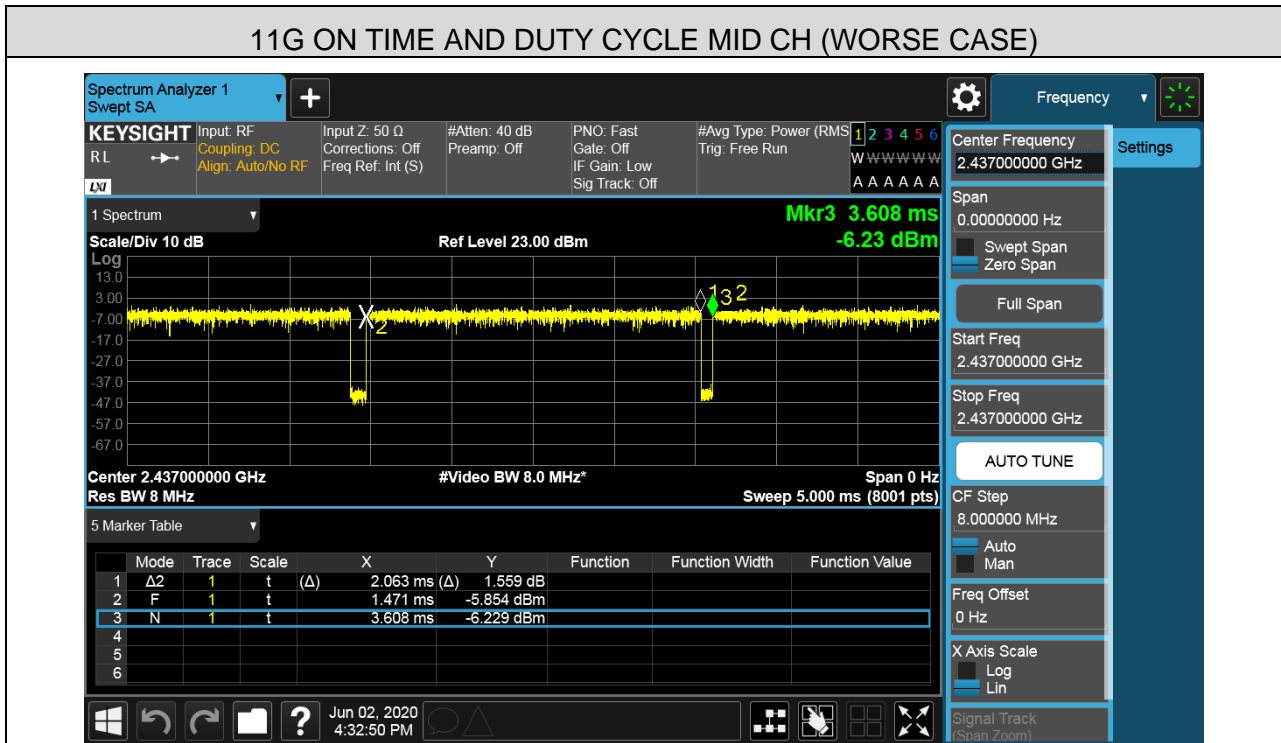 11G ON TIME AND DUTY CYCLE MID CH (WORSE CASE)
Spectrum Analyzer 1
Swept SA
Frequency
KEYSIGHT
RL
LXI
Input: RF
Coupling: DC
Align: Auto/No RF
Input Z: 50 Ω
Corrections: Off
Freq Ref: Int (S)
#Atten: 40 dB
Preamp: Off
PNO: Fast
Gate: Off
IF Gain: Low
Sig Track: Off
#Avg Type: Power (RMS
Trig: Free Run
1 2 3 4 5 6
W W W W W W
A A A A A A
Center Frequency
2.437000000 GHz
Settings
1 Spectrum
Mkr3 3.608 ms
Scale/Div 10 dB
Ref Level 23.00 dBm
-6.23 dBm
Log
13.0
3.00
-7.00
-17.0
-27.0
-37.0
-47.0
-57.0
-67.0
2
1 3 2
Center 2.437000000 GHz
#Video BW 8.0 MHz*
Span 0 Hz
Res BW 8 MHz
Sweep 5.000 ms (8001 pts)
Span
0.00000000 Hz
Swept Span
Zero Span
Full Span
Start Freq
2.437000000 GHz
Stop Freq
2.437000000 GHz
AUTO TUNE
CF Step
8.000000 MHz
Auto
Man
Freq Offset
0 Hz
X Axis Scale
Log
Lin
Signal Track
(Span Zoom)
5 Marker Table
Mode Trace Scale X Y Function Function Width Function Value
1 Δ2 1 t (Δ) 2.063 ms (Δ) 1.559 dB
2 F 1 t 1.471 ms -5.854 dBm
3 N 1 t 3.608 ms -6.229 dBm
4
5
6
?
Jun 02, 2020
4:32:50 PM